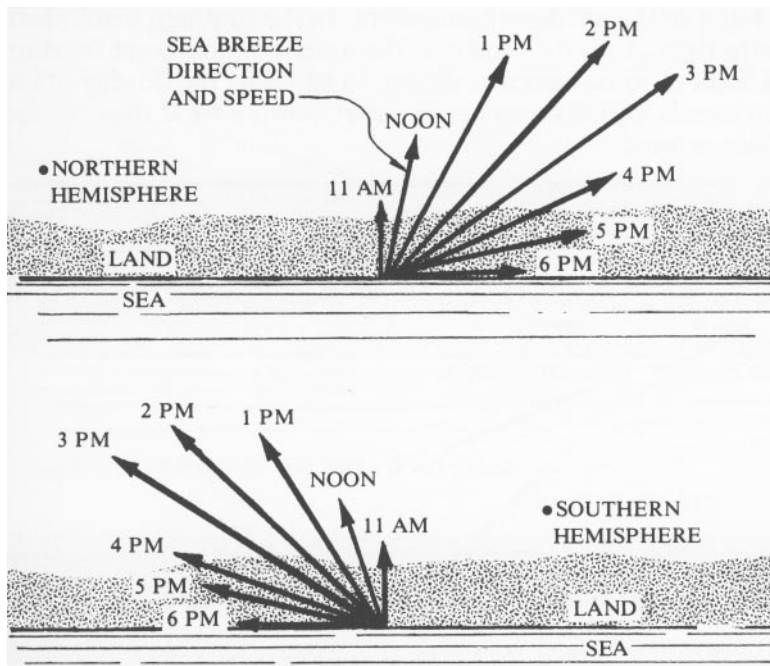 SEA BREEZE
DIRECTION
AND SPEED
1 PM
2 PM
3 PM
NOON
• NORTHERN
HEMISPHERE
11 AM
4 PM
LAND
5 PM
6 PM
SEA
2 PM
1 PM
3 PM
NOON
• SOUTHERN
HEMISPHERE
11 AM
4 PM
5 PM
6 PM
LAND
SEA